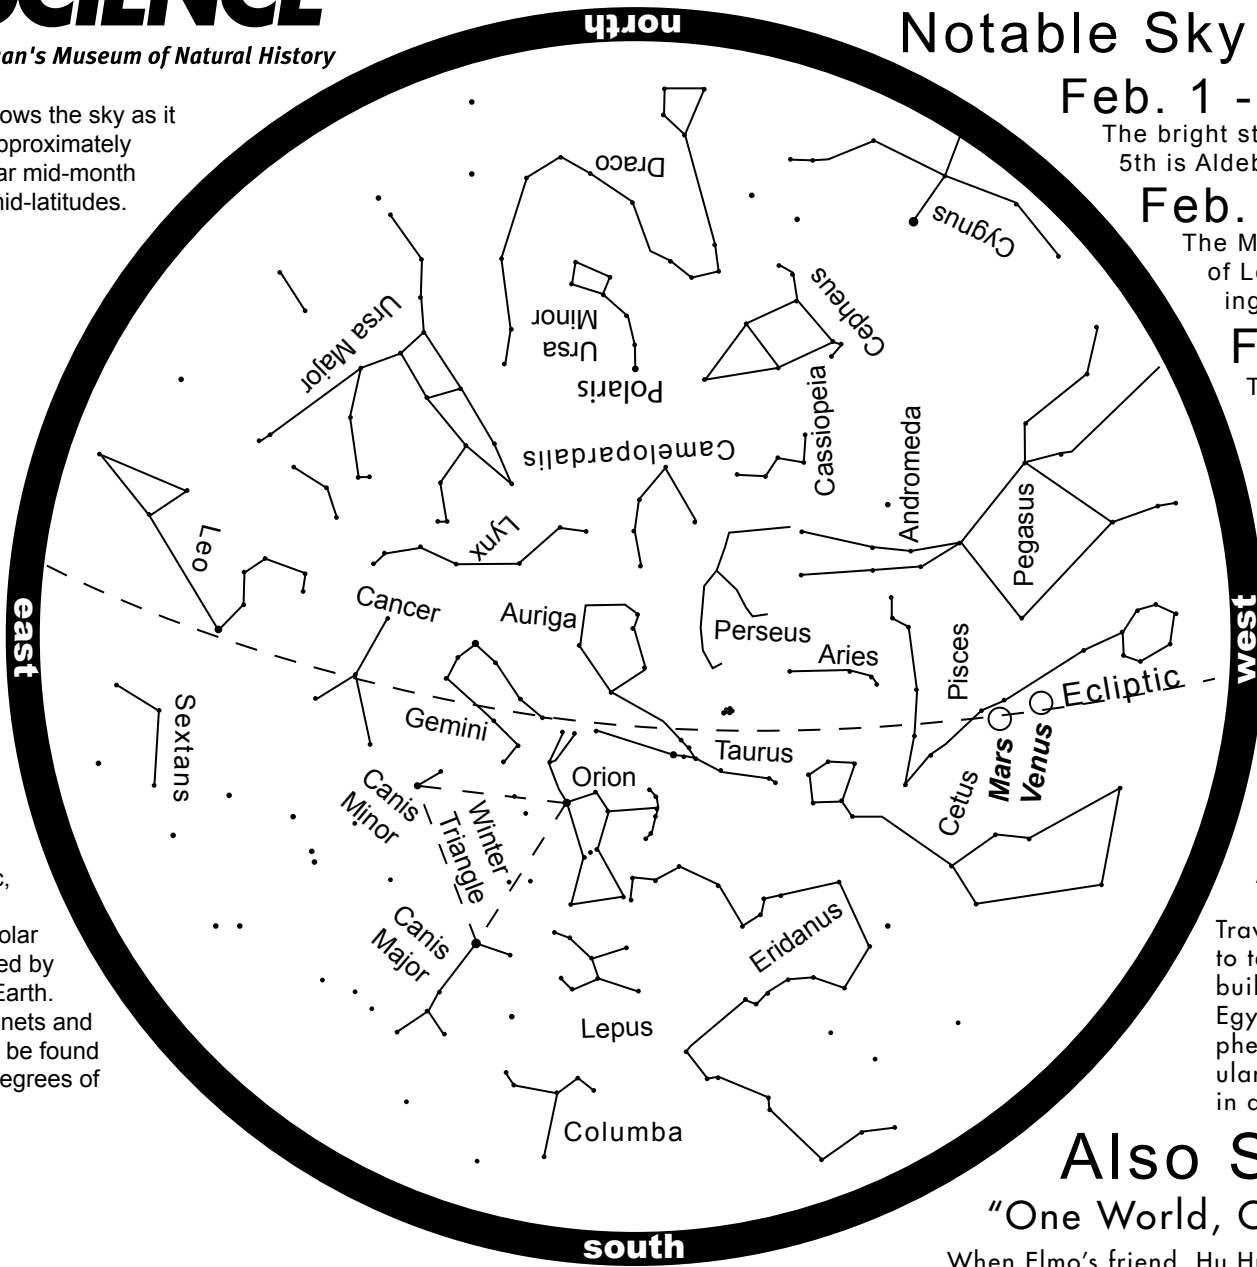 SCIENCE
an's Museum of Natural History
north
Notable Sky
Feb. 1 -
The bright st
5th is Aldeb
Feb.
The M
of Le
ing
F
T
ows the sky as it
pproximately
ar mid-month
mid-latitudes.
Draco
Cygnus
Cepheus
Ursa
Minor
Polaris
Ursa Major
Camelopardalis
Cassiopeia
Andromeda
Pegasus
Lynx
Leo
Cancer
Auriga
Perseus
Aries
Pisces
east
west
Ecliptic
Sextans
Gemini
Taurus
Mars
Venus
Orion
Canis
Minor
Winter
Triangle
Cetus
Canis
Major
Eridanus
Lepus
Columba
south
c,
olar
ed by
Earth.
nets and
be found
egrees of
Trav
to t
buil
Egy
phe
ular
in a
Also S
"One World, C
When Elmo's friend, Hu H